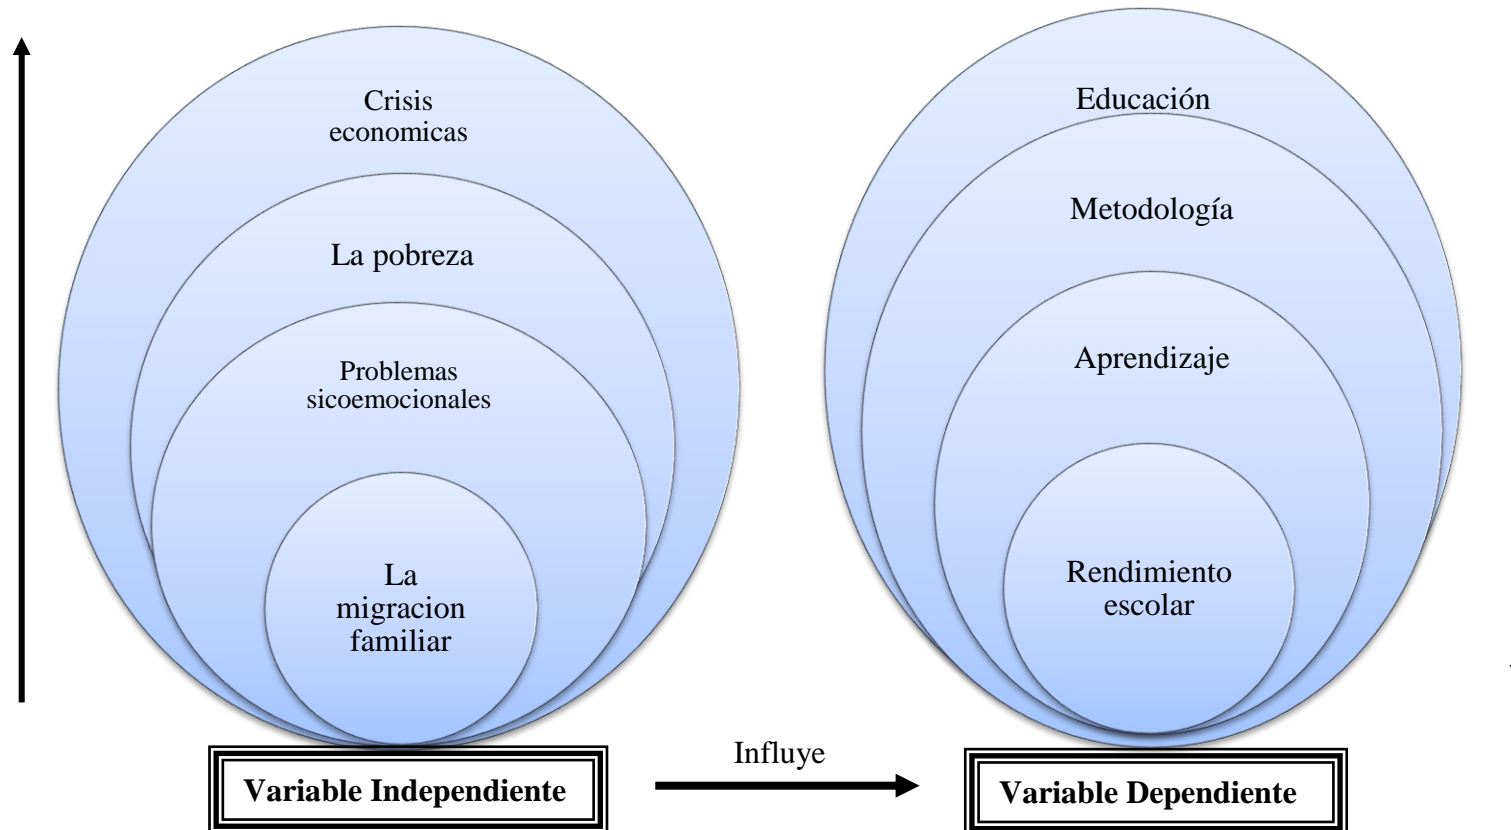 Crisis
economicas
La pobreza
Problemas
sicoemocionales
La
migracion
familiar
Variable Independiente
Influye
Educación
Metodología
Aprendizaje
Rendimiento
escolar
Variable Dependiente